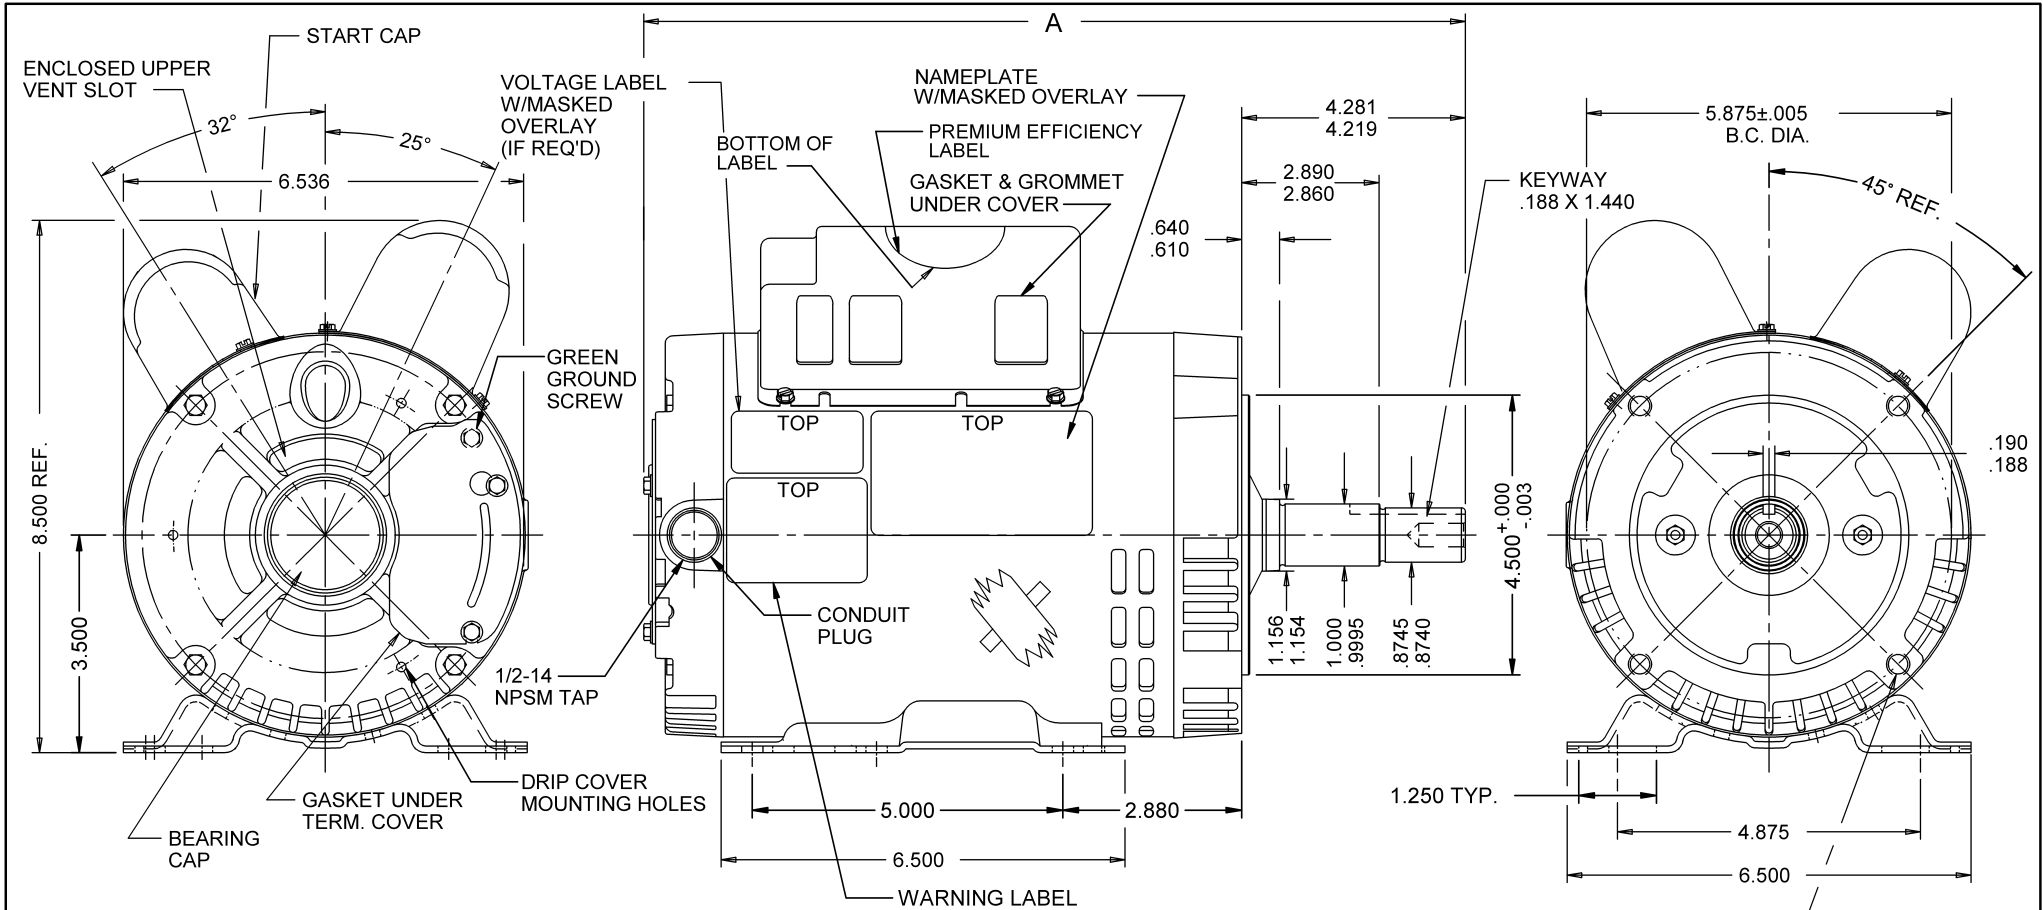 START CAP
ENCLOSED UPPER
VENT SLOT
32°
25°
6.536
8.500 REF.
3.500
GREEN
GROUND
SCREW
1/2-14
NPSM TAP
DRIP COVER
MOUNTING HOLES
GASKET UNDER
TERM. COVER
BEARING
CAP
A
VOLTAGE LABEL
W/MASKED
OVERLAY
(IF REQ'D)
BOTTOM OF
LABEL
NAMEPLATE
W/MASKED OVERLAY
PREMIUM EFFICIENCY
LABEL
GASKET & GROMMET
UNDER COVER
4.281
4.219
2.890
2.860
.640
.610
KEYWAY
.188 X 1.440
TOP
TOP
TOP
CONDUIT
PLUG
1.156
1.154
1.000
.9995
.8745
.8740
4.500 +.000
-.003
5.000
2.880
6.500
WARNING LABEL
5.875±.005
B.C. DIA.
45° REF.
.190
.188
1.250 TYP.
4.875
6.500